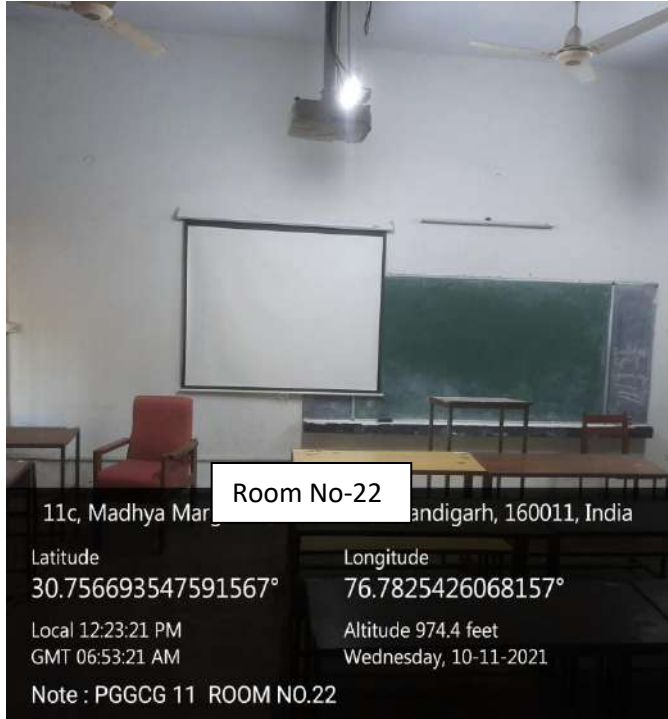 Room No-22
11c, Madhya Mar andigarh, 160011, India
Latitude
30.756693547591567°
Longitude
76.7825426068157°
Local 12:23:21 PM
GMT 06:53:21 AM
Altitude 974.4 feet
Wednesday, 10-11-2021
Note : PGGCG 11 ROOM NO.22